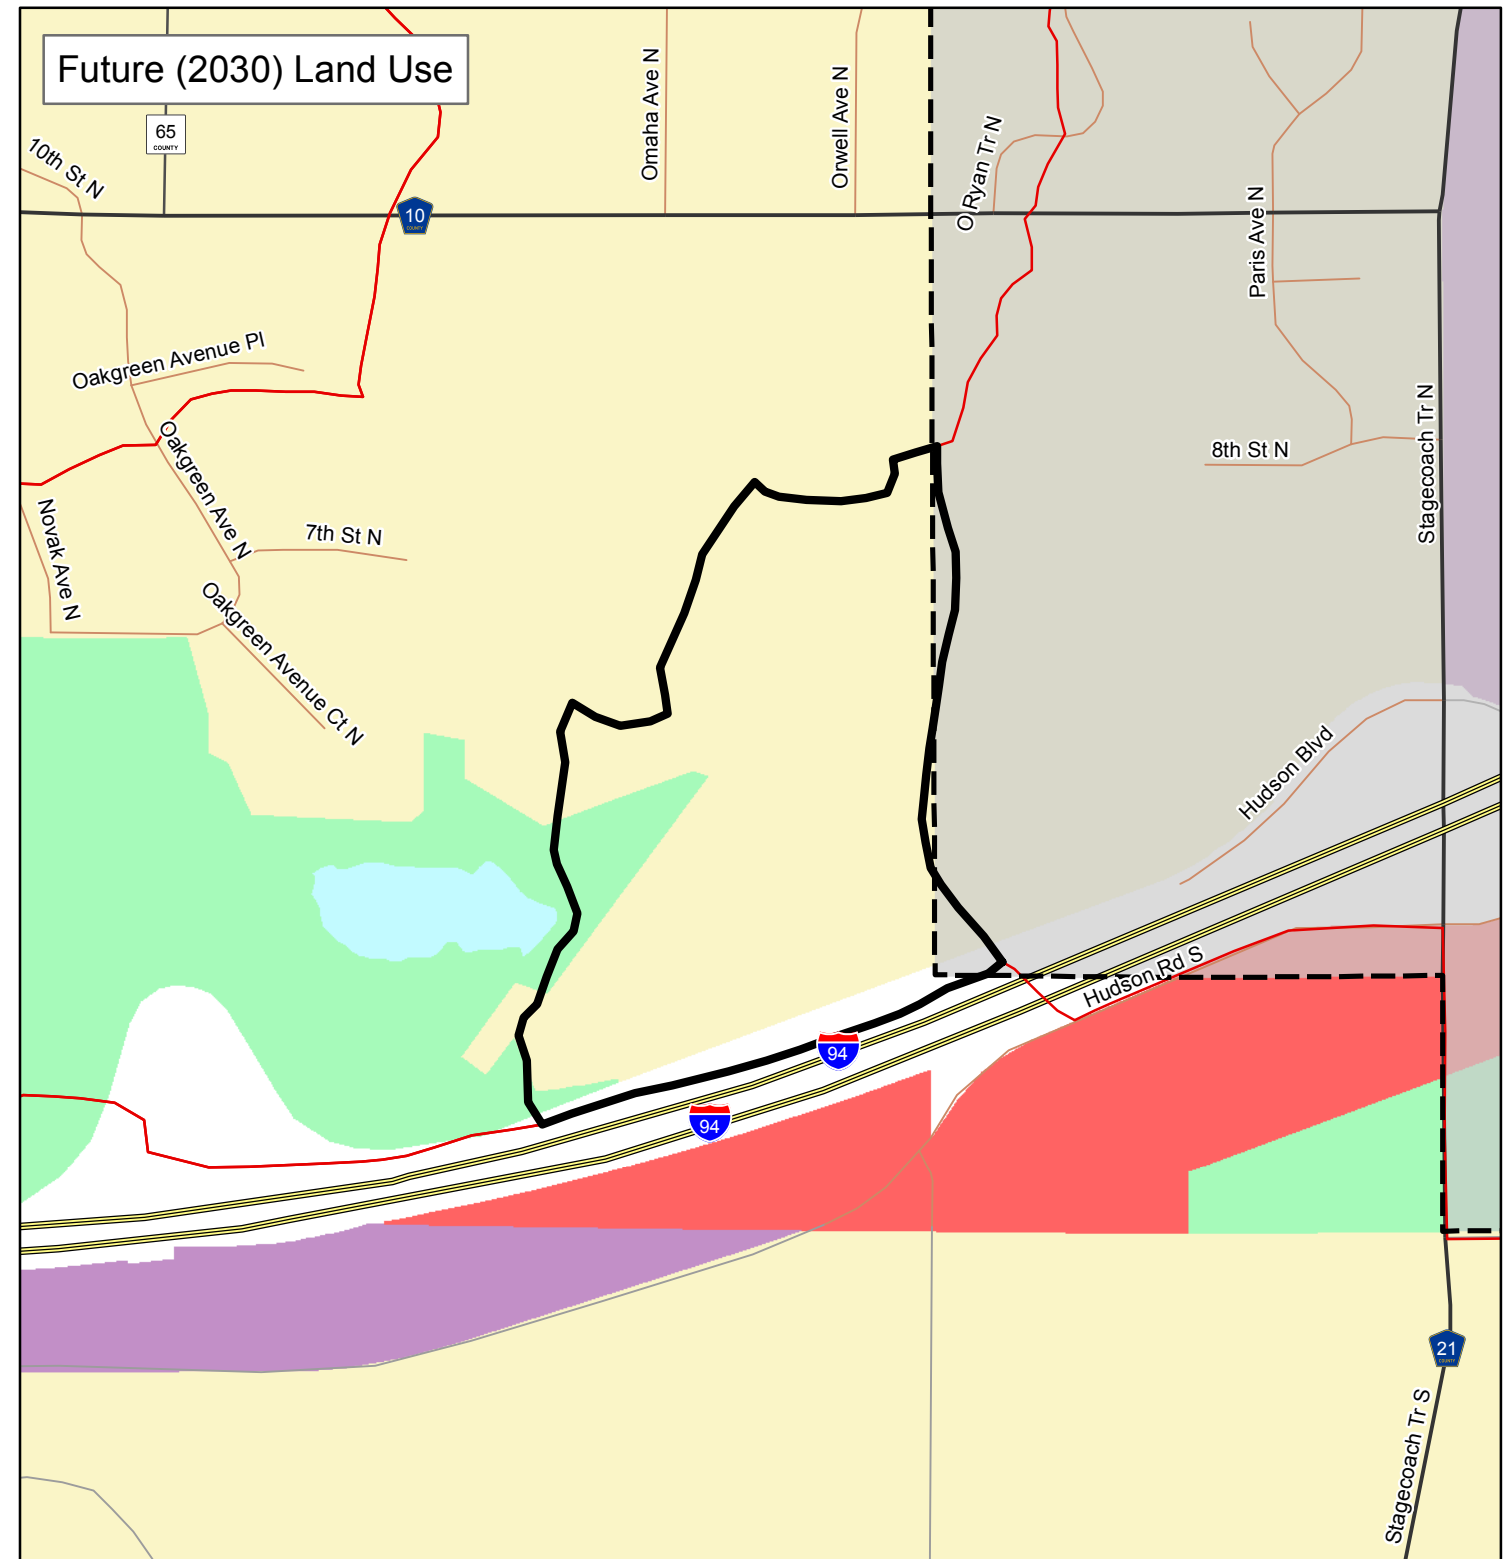 Future (2030) Land Use
65
COUNTY
10th St N
10
COUNTY
Omaha Ave N
Orwell Ave N
O Ryan Tr N
Paris Ave N
Oakgreen Avenue Pl
Oakgreen Ave N
8th St N
Stagecoach Tr N
Novak Ave N
7th St N
Oakgreen Avenue Ct N
Hudson Blvd
Hudson Rd S
94
94
21
COUNTY
Stagecoach Tr S